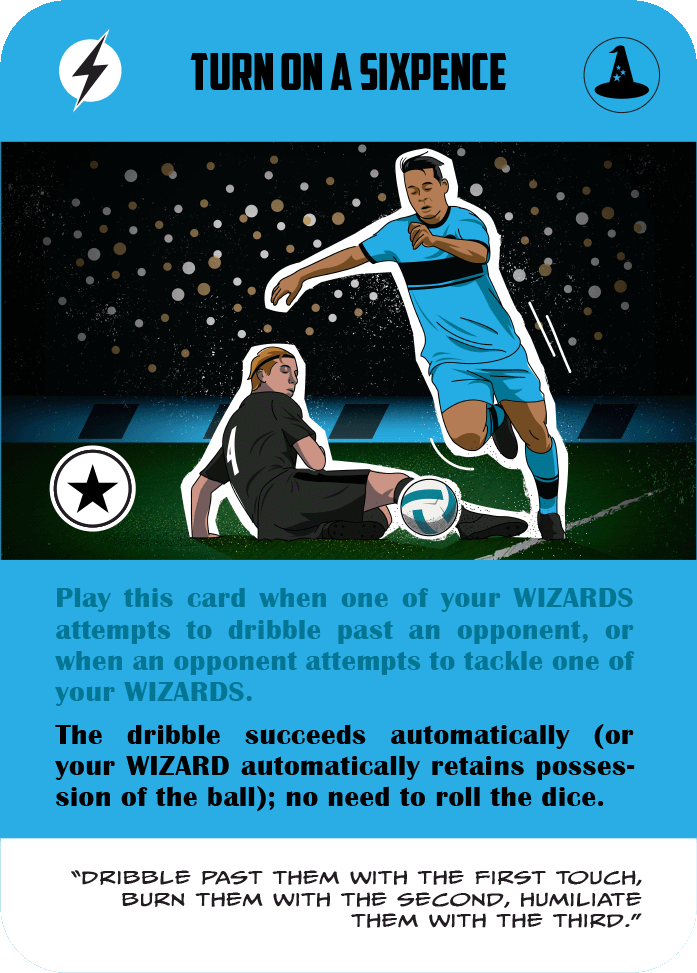 TURN ON A SIXPENCE
4
Play this card when one of your WIZARDS
attempts to dribble past an opponent, or
when an opponent attempts to tackle one of
your WIZARDS.
The dribble succeeds automatically (or
your WIZARD automatically retains posses-
sion of the ball); no need to roll the dice.
"DRIBBLE PAST THEM WITH THE FIRST TOUCH,
BURN THEM WITH THE SECOND, HUMILIATE
THEM WITH THE THIRD."